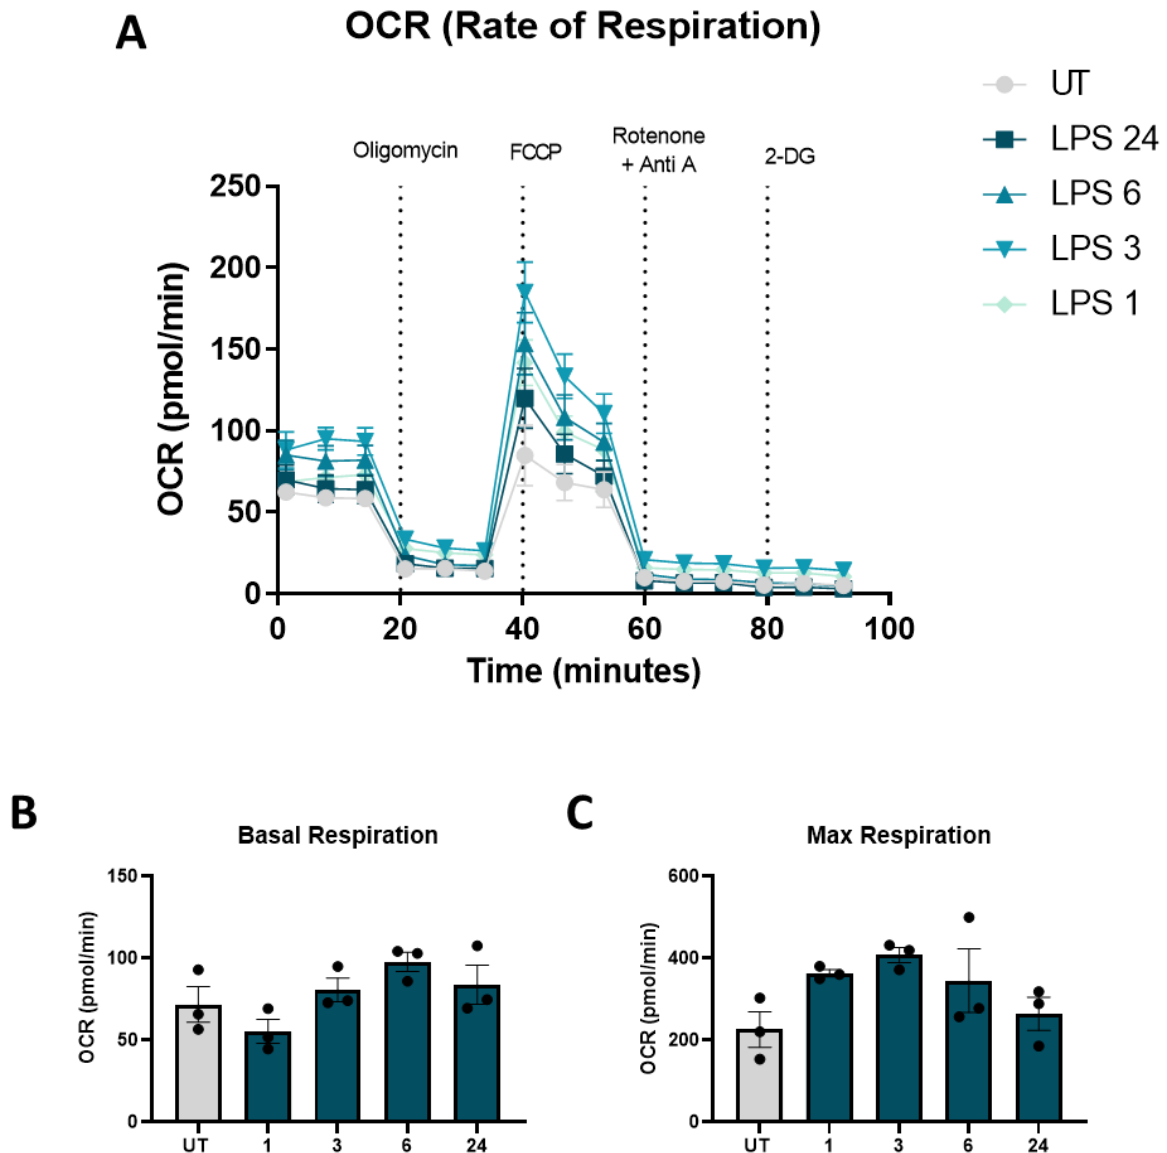 A
OCR (Rate of Respiration)
UT
LPS 24
LPS 6
LPS 3
LPS 1
Oligomycin
FCCP
Rotenone
+ Anti A
2-DG
OCR (pmol/min)
250
200
150
100
50
0
0 20 40 60 80 100
Time (minutes)
B
Basal Respiration
OCR (pmol/min)
150
100
50
0
UT 1 3 6 24
C
Max Respiration
OCR (pmol/min)
600
400
200
0
UT 1 3 6 24